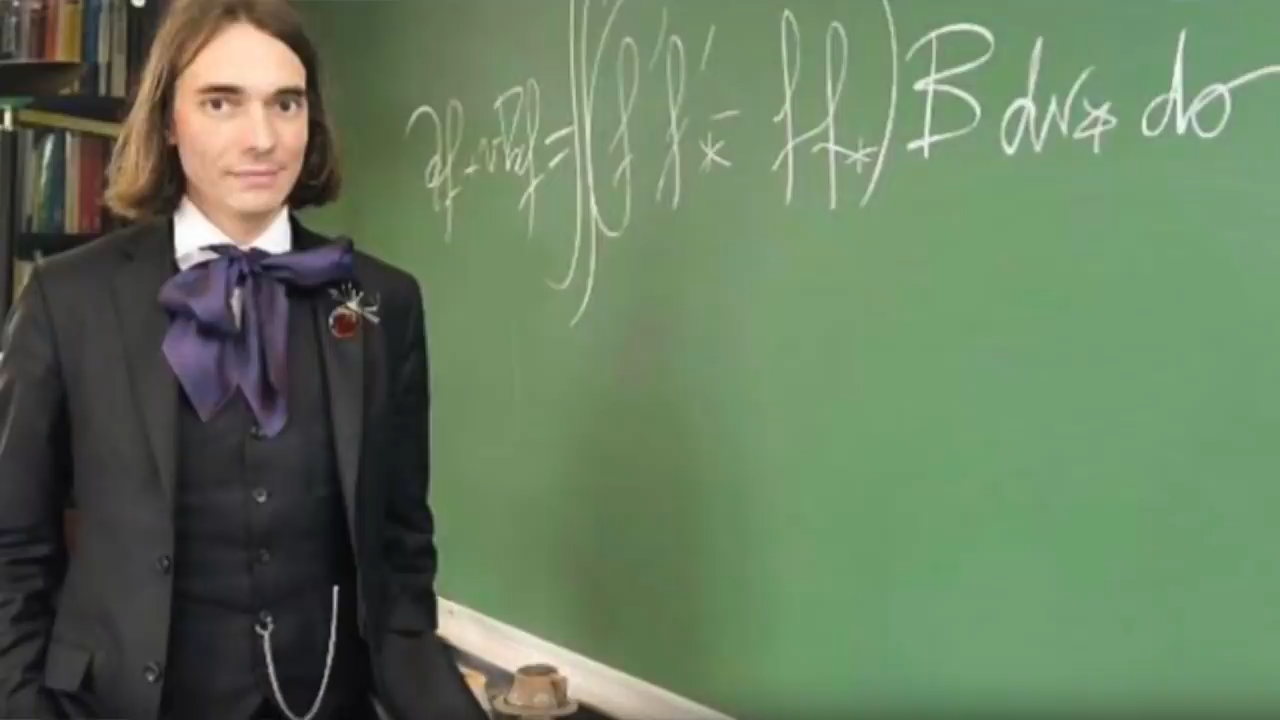 ∂f + v·∇f = ∫∫(f′f′* − ff*) B dv* dσ